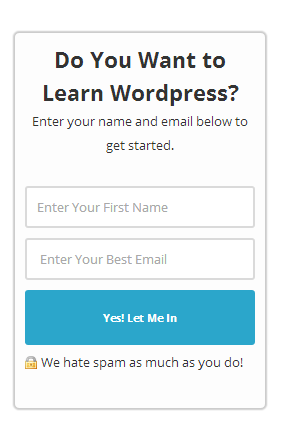 Do You Want to
Learn Wordpress?
Enter your name and email below to
get started.
Enter Your First Name
Enter Your Best Email
Yes! Let Me In
We hate spam as much as you do!